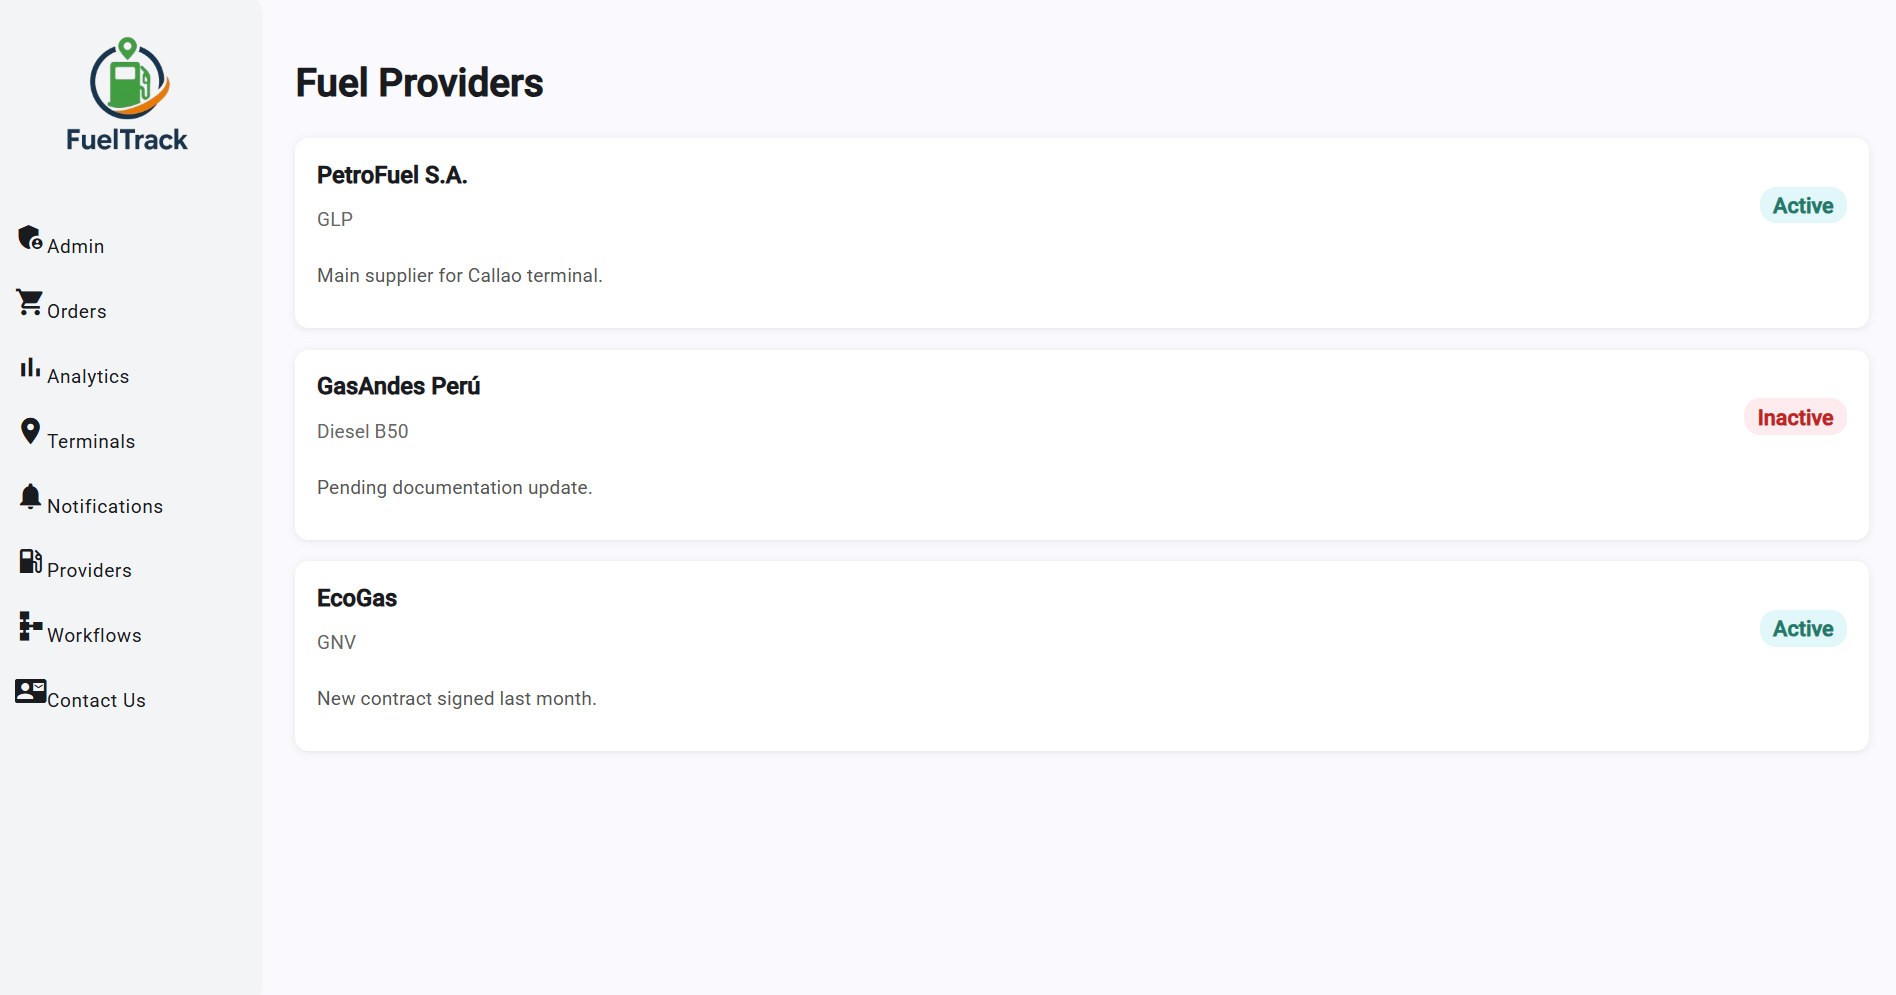 FuelTrack
Admin
Orders
Analytics
Terminals
Notifications
Providers
Workflows
Contact Us
Fuel Providers
PetroFuel S.A.
GLP
Main supplier for Callao terminal.
Active
GasAndes Perú
Diesel B50
Pending documentation update.
Inactive
EcoGas
GNV
New contract signed last month.
Active